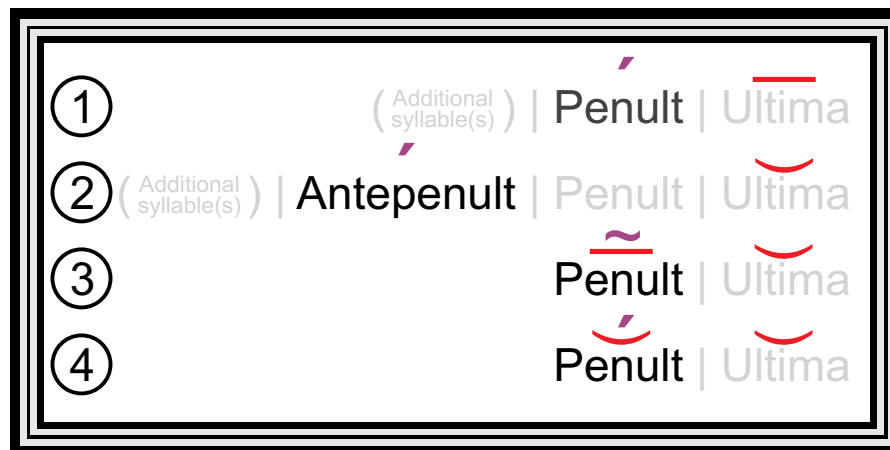 ① (Additional syllable(s)) | Penult | Ultima
② (Additional syllable(s)) | Antepenult | Penult | Ultima
③ Penult | Ultima
④ Penult | Ultima